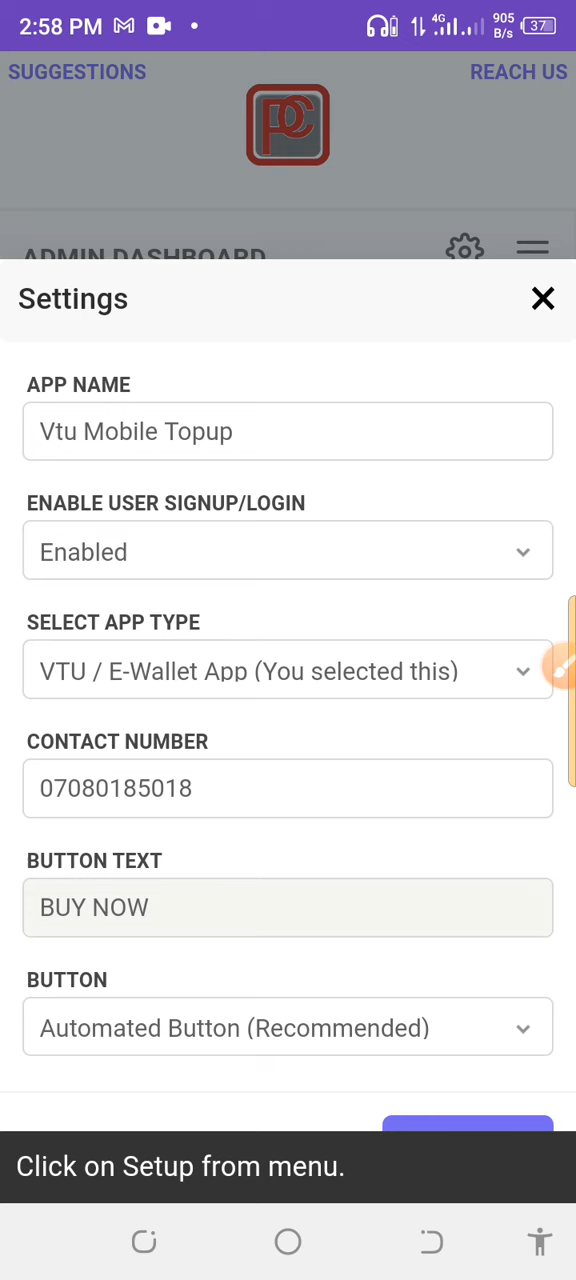 2:58 PM
4G
905
B/s
37
SUGGESTIONS
REACH US
PC
ADMIN DASHBOARD
Settings
APP NAME
Vtu Mobile Topup
ENABLE USER SIGNUP/LOGIN
Enabled
SELECT APP TYPE
VTU / E-Wallet App (You selected this)
CONTACT NUMBER
07080185018
BUTTON TEXT
BUY NOW
BUTTON
Automated Button (Recommended)
Click on Setup from menu.